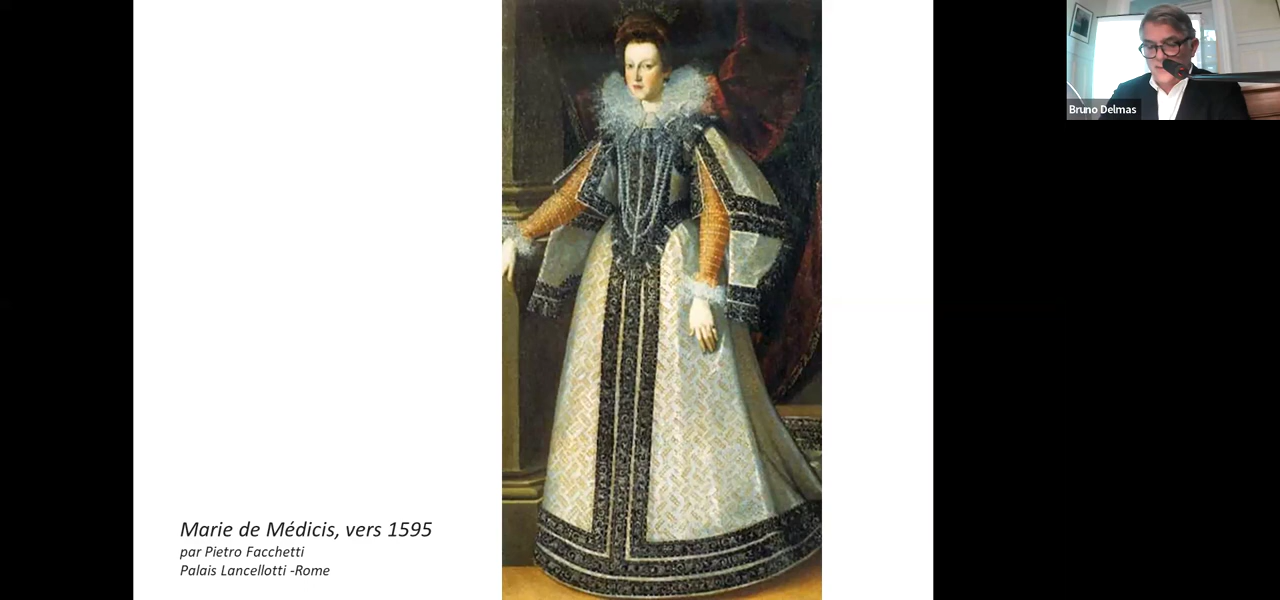 Bruno Delmas
Marie de Médicis, vers 1595
par Pietro Facchetti
Palais Lancellotti -Rome